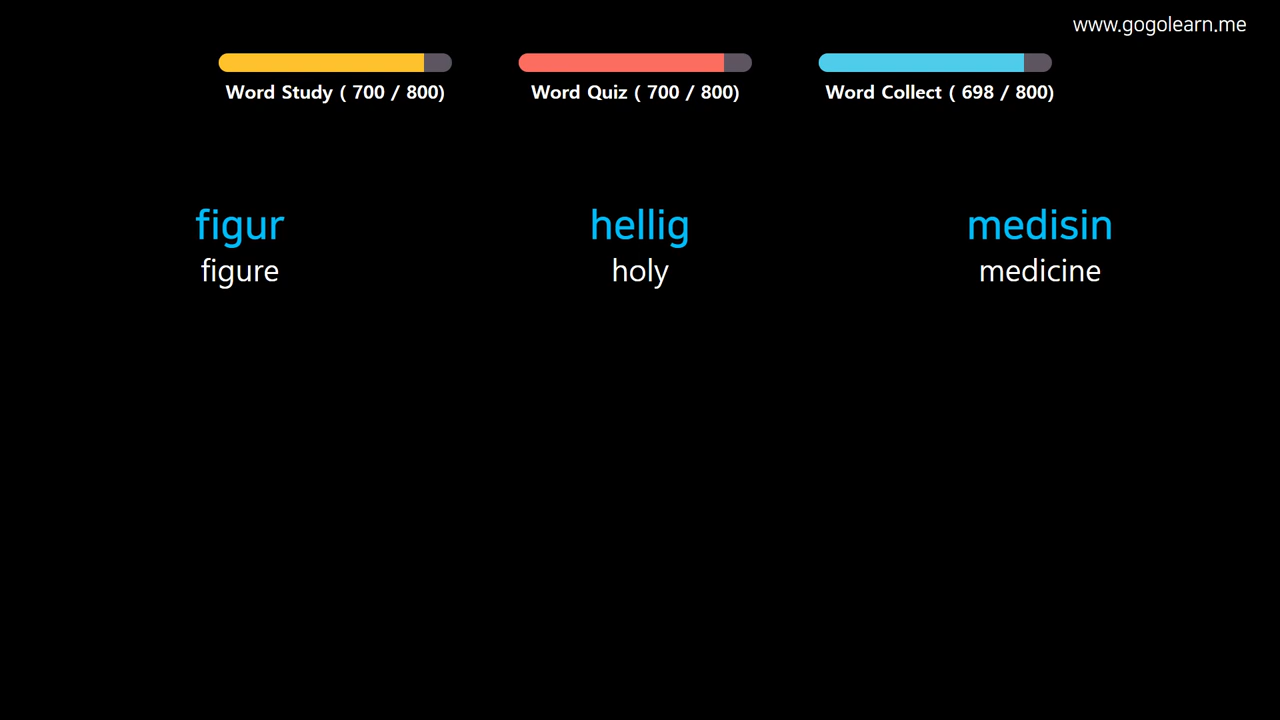 www.gogolearn.me
Word Study ( 700 / 800)
Word Quiz ( 700 / 800)
Word Collect ( 698 / 800)
figur
figure
hellig
holy
medisin
medicine